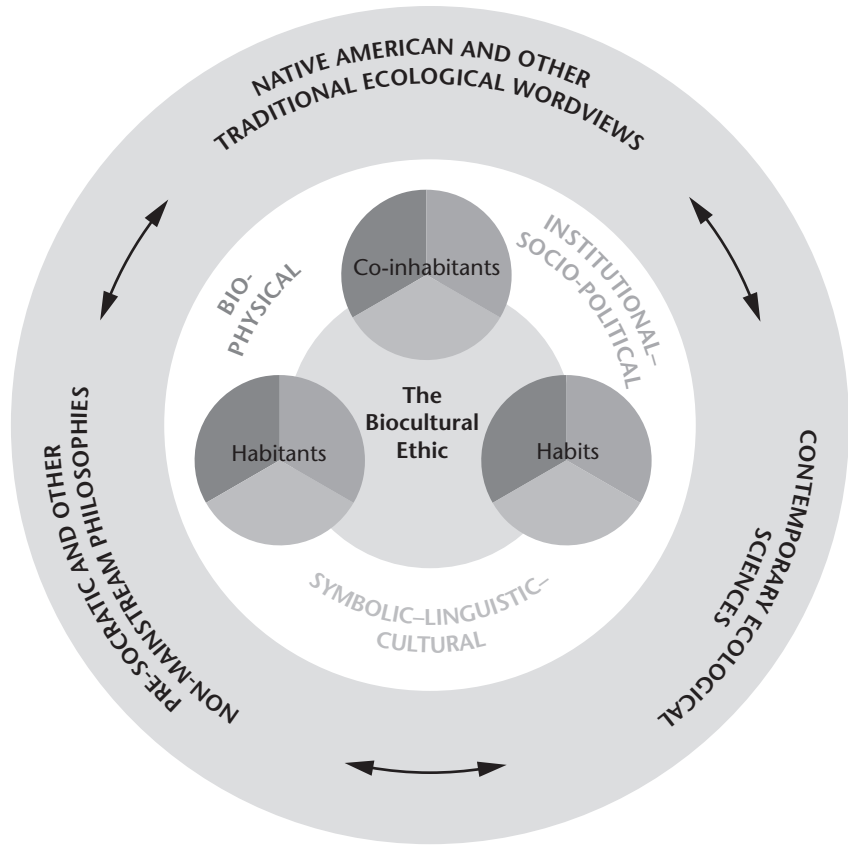 NATIVE AMERICAN AND OTHER
TRADITIONAL ECOLOGICAL WORDVIEWS
BIO-
PHYSICAL
INSTITUTIONAL–
SOCIO-POLITICAL
Co-inhabitants
The
Biocultural
Ethic
Habitants
Habits
SYMBOLIC–LINGUISTIC–
CULTURAL
PRE-SOCRATIC AND OTHER
NON-MAINSTREAM PHILOSOPHIES
CONTEMPORARY ECOLOGICAL
SCIENCES